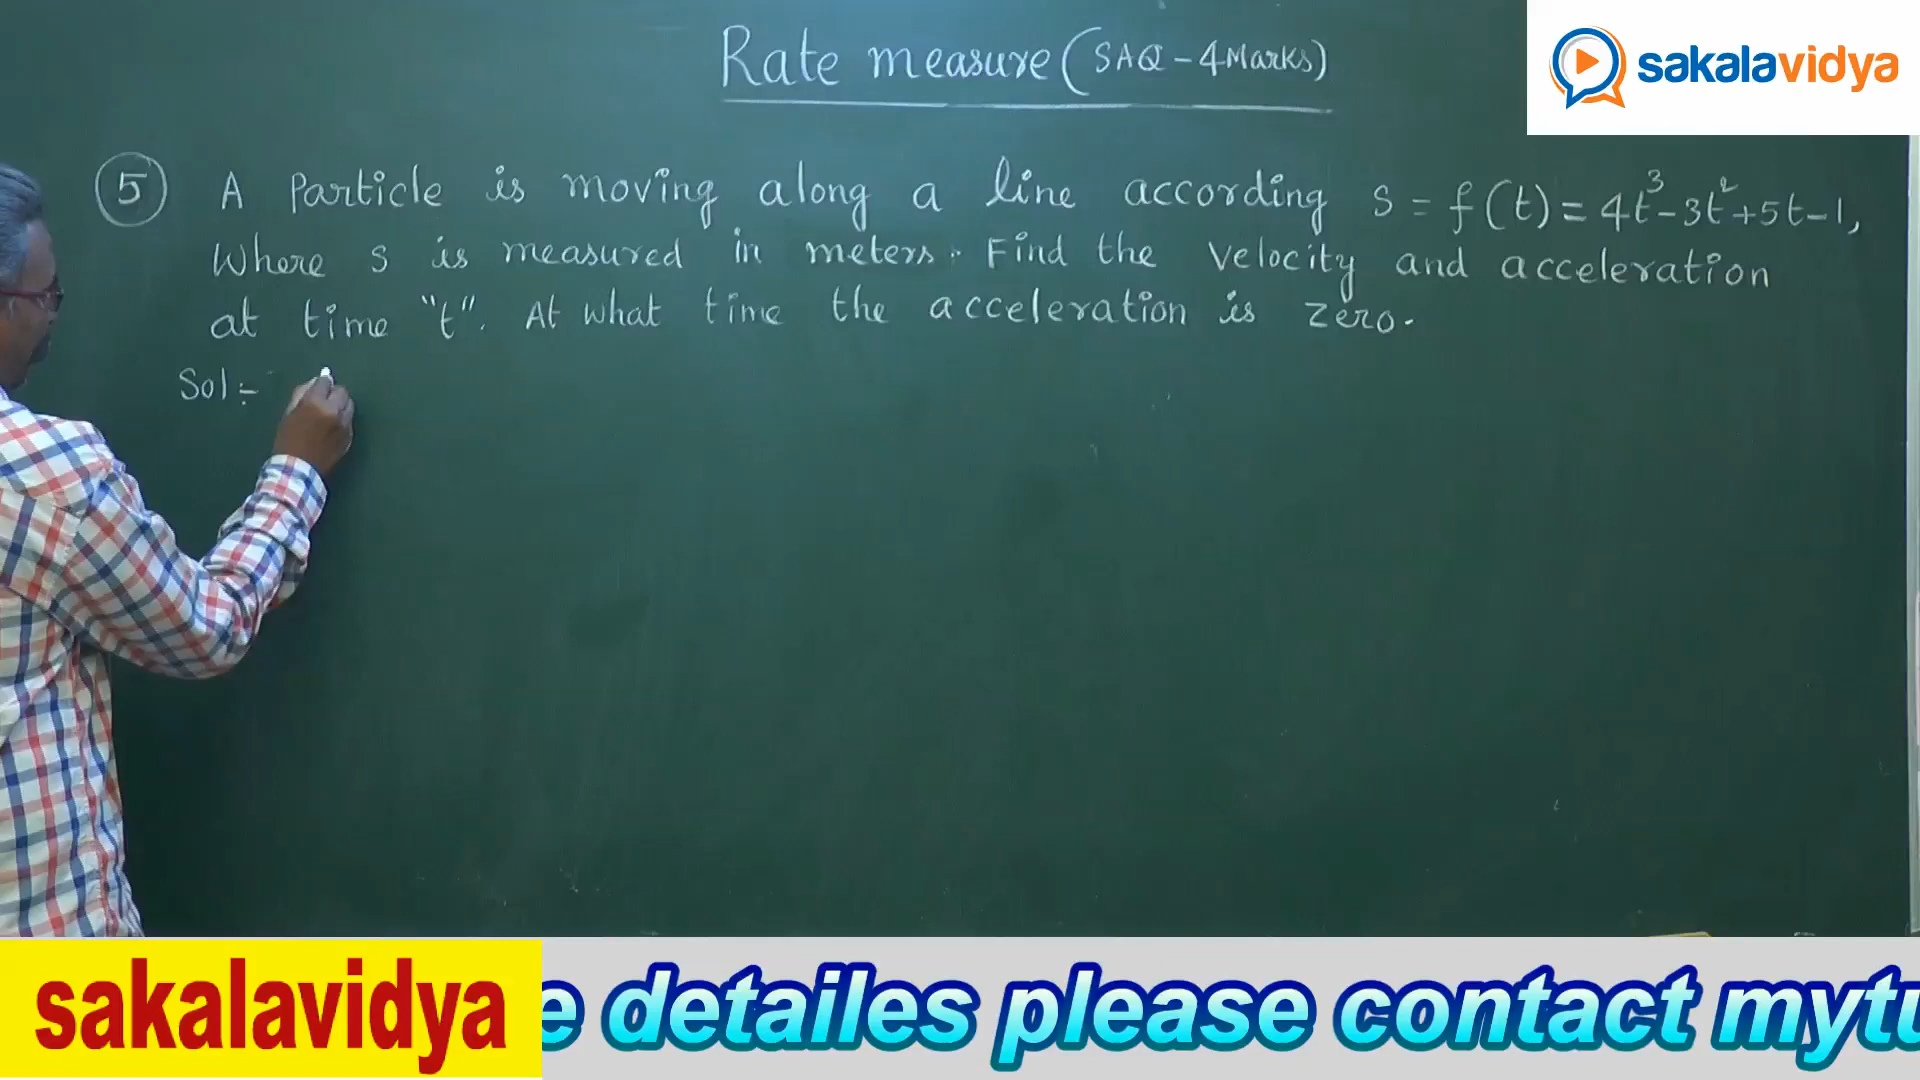 Rate measure (SAQ - 4 Marks)
sakalavidya
5 A Particle is moving along a line according s = f(t) = 4t³-3t²+5t-1,
Where s is measured in meters. Find the velocity and acceleration
at time "t". At what time the acceleration is zero.
Sol:-
sakalavidya
e detailes please contact mytu